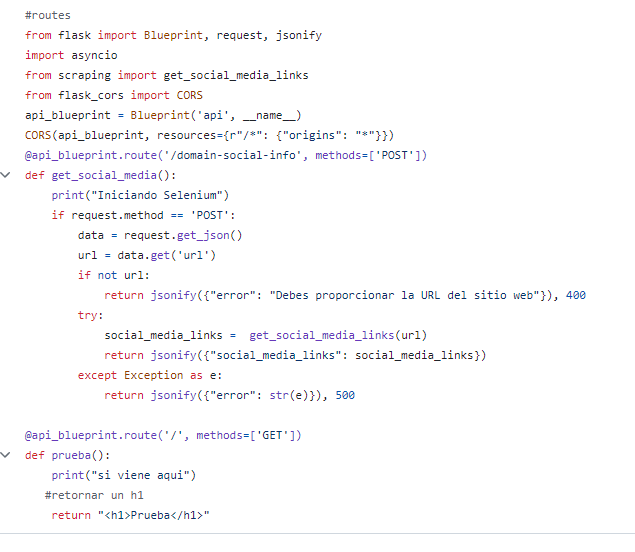 #routes
from flask import Blueprint, request, jsonify
import asyncio
from scraping import get_social_media_links
from flask_cors import CORS
api_blueprint = Blueprint('api', __name__)
CORS(api_blueprint, resources={r"/*": {"origins": "*"}})
@api_blueprint.route('/domain-social-info', methods=['POST'])
def get_social_media():
    print("Iniciando Selenium")
    if request.method == 'POST':
        data = request.get_json()
        url = data.get('url')
        if not url:
            return jsonify({"error": "Debes proporcionar la URL del sitio web"}), 400
        try:
            social_media_links =  get_social_media_links(url)
            return jsonify({"social_media_links": social_media_links})
        except Exception as e:
            return jsonify({"error": str(e)}), 500

@api_blueprint.route('/', methods=['GET'])
def prueba():
    print("si viene aqui")
   #retornar un h1
    return "<h1>Prueba</h1>"